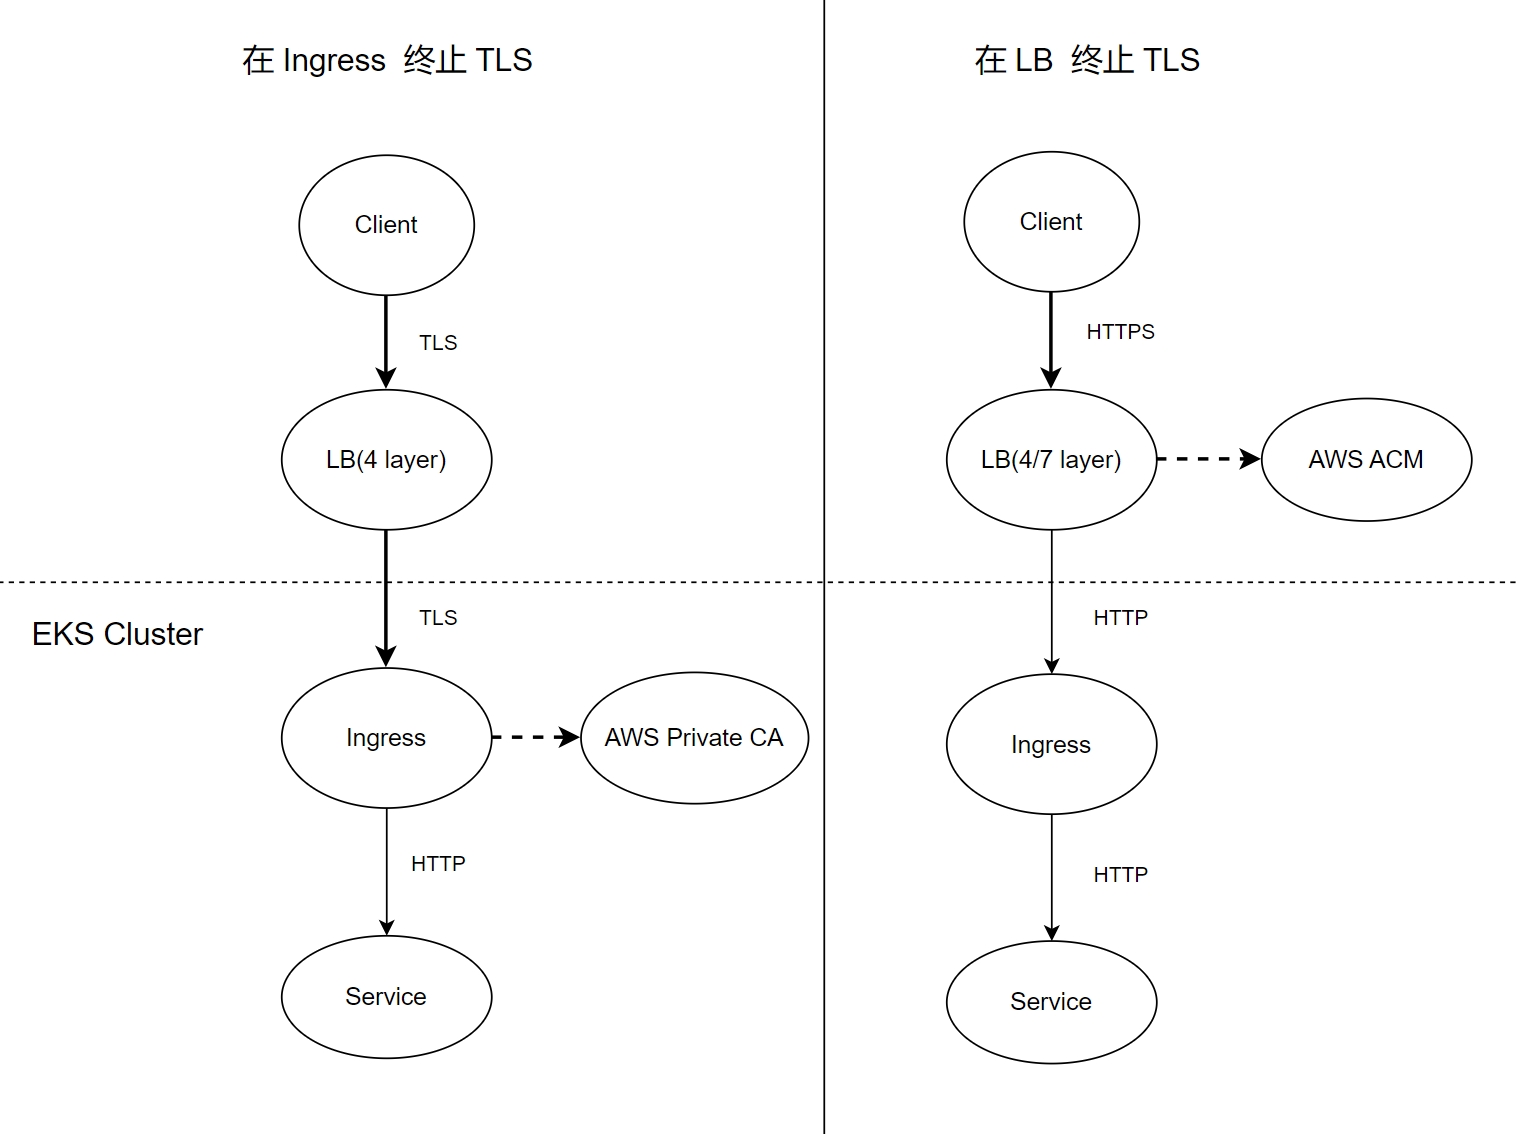 在 Ingress 终止 TLS
Client
TLS
LB(4 layer)
TLS
EKS Cluster
Ingress
AWS Private CA
HTTP
Service
在 LB 终止 TLS
Client
HTTPS
LB(4/7 layer)
AWS ACM
HTTP
Ingress
HTTP
Service